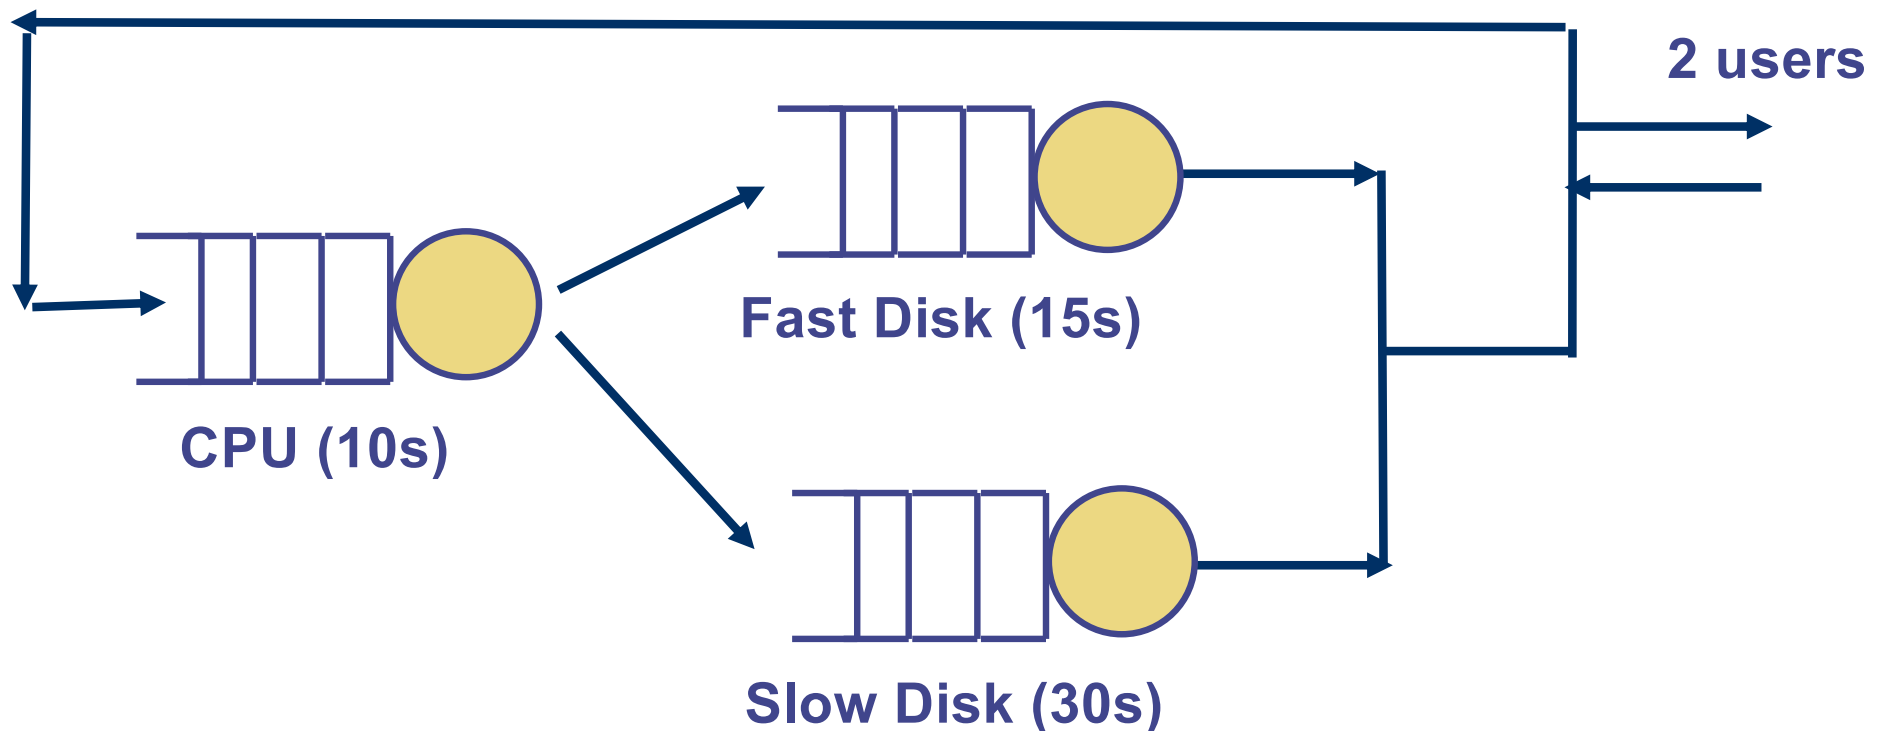 2 users
Fast Disk (15s)
CPU (10s)
Slow Disk (30s)